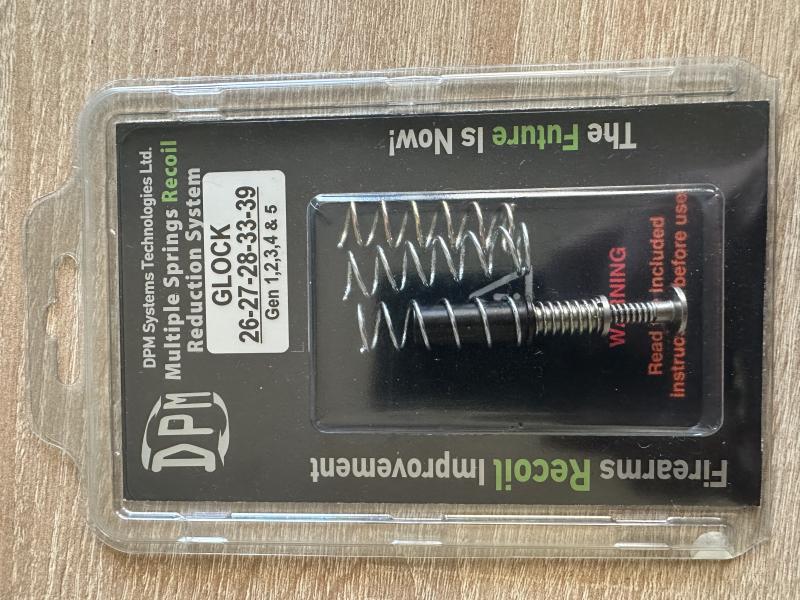 DPM
DPM Systems Technologies Ltd.
Multiple Springs Recoil
Reduction System
GLOCK
26-27-28-33-39
Gen 1,2,3,4 & 5
The Future Is Now!
WARNING
Read included
before use
Firearms Recoil Improvement